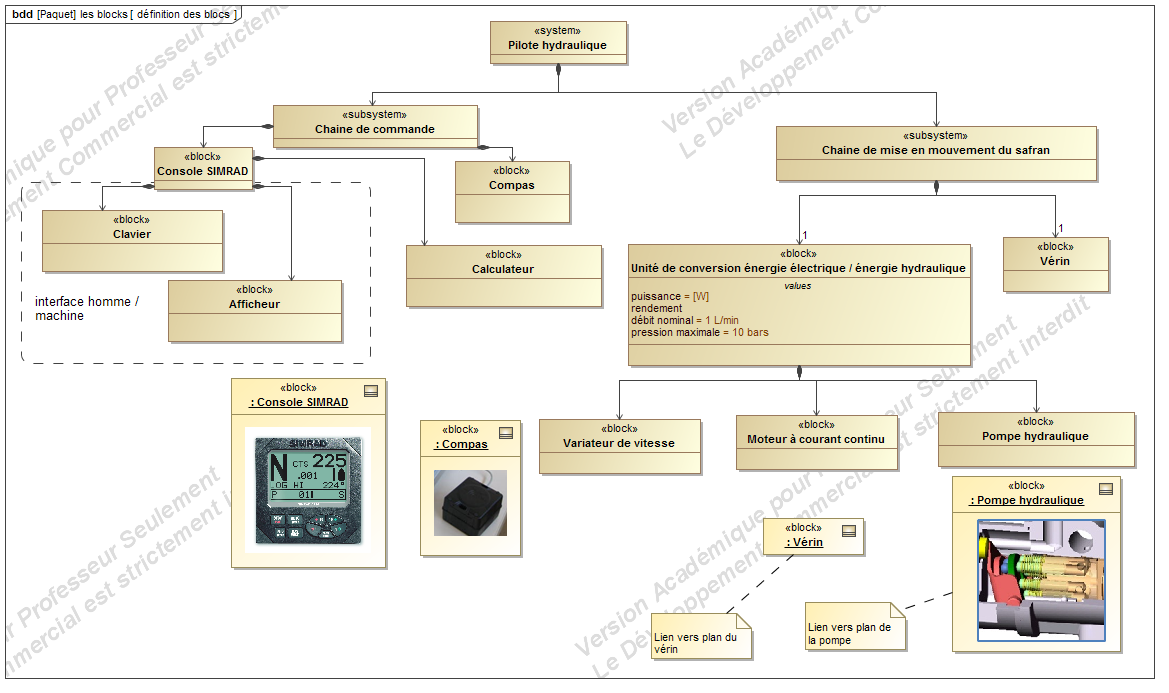 bdd [Paquet] les blocks [ définition des blocs ]
«system»
Pilote hydraulique
«subsystem»
Chaine de commande
«subsystem»
Chaine de mise en mouvement du safran
«block»
Console SIMRAD
«block»
Compas
«block»
Clavier
«block»
Calculateur
«block»
Afficheur
interface homme /
machine
1
«block»
Unité de conversion énergie électrique / énergie hydraulique
values
puissance = [W]
rendement
débit nominal = 1 L/min
pression maximale = 10 bars
1
«block»
Vérin
«block»
Variateur de vitesse
«block»
Moteur à courant continu
«block»
Pompe hydraulique
«block»
: Console SIMRAD
SIMRAD
N CTS 225
.001
LOG HI 224°
P 01 S
«block»
: Compas
«block»
: Vérin
Lien vers plan du
vérin
«block»
: Pompe hydraulique
Lien vers plan de
la pompe
Version Académique pour Professeur Seulement
Le Développement Commercial est strictement interdit